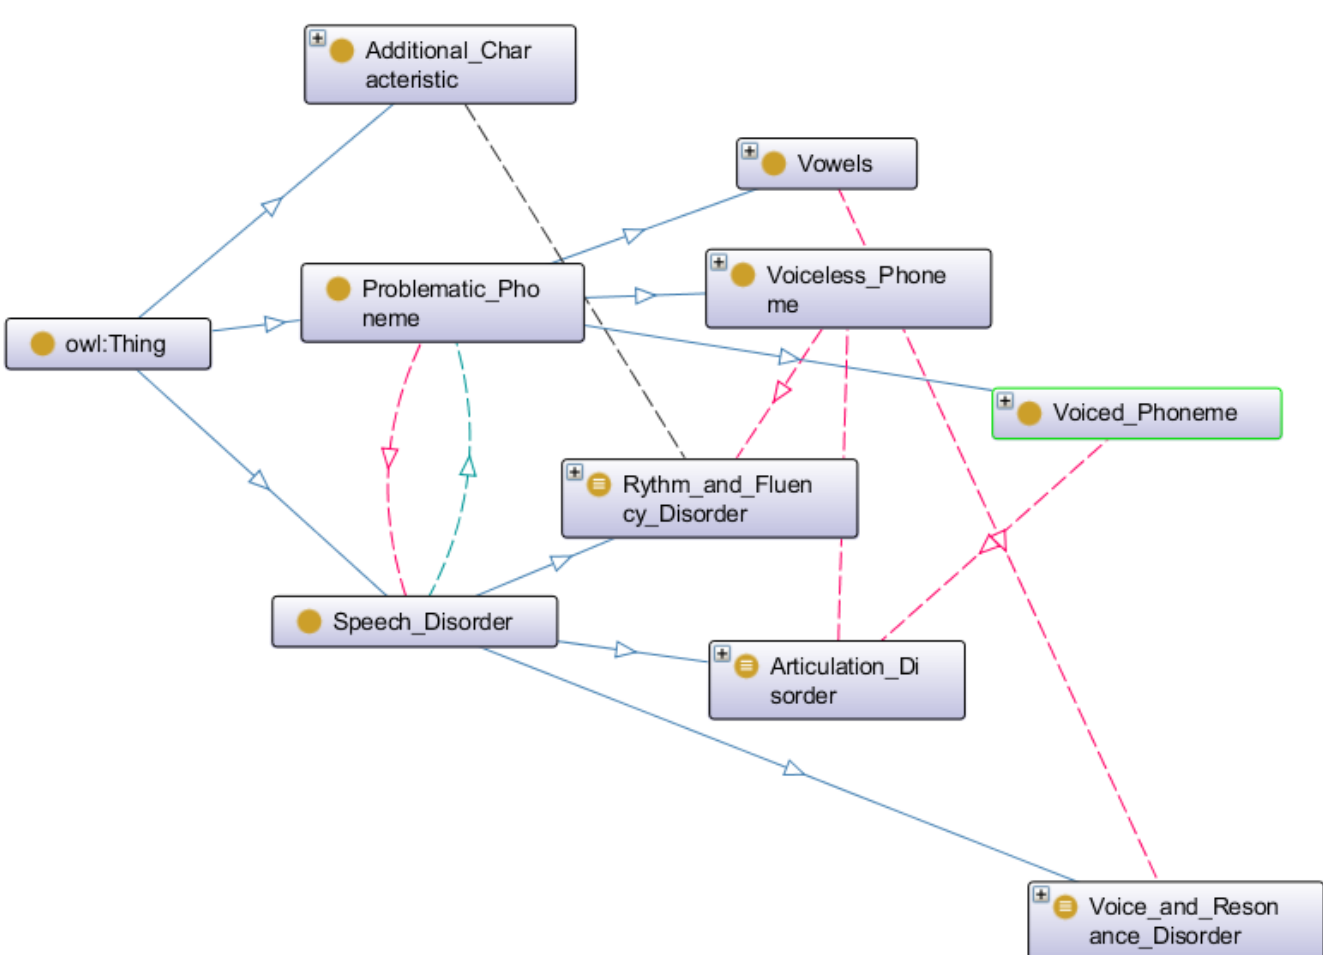 Additional_Char
acteristic
Vowels
Voiceless_Phone
me
Problematic_Pho
neme
owl:Thing
Voiced_Phoneme
Rythm_and_Fluen
cy_Disorder
Speech_Disorder
Articulation_Di
sorder
Voice_and_Reson
ance_Disorder